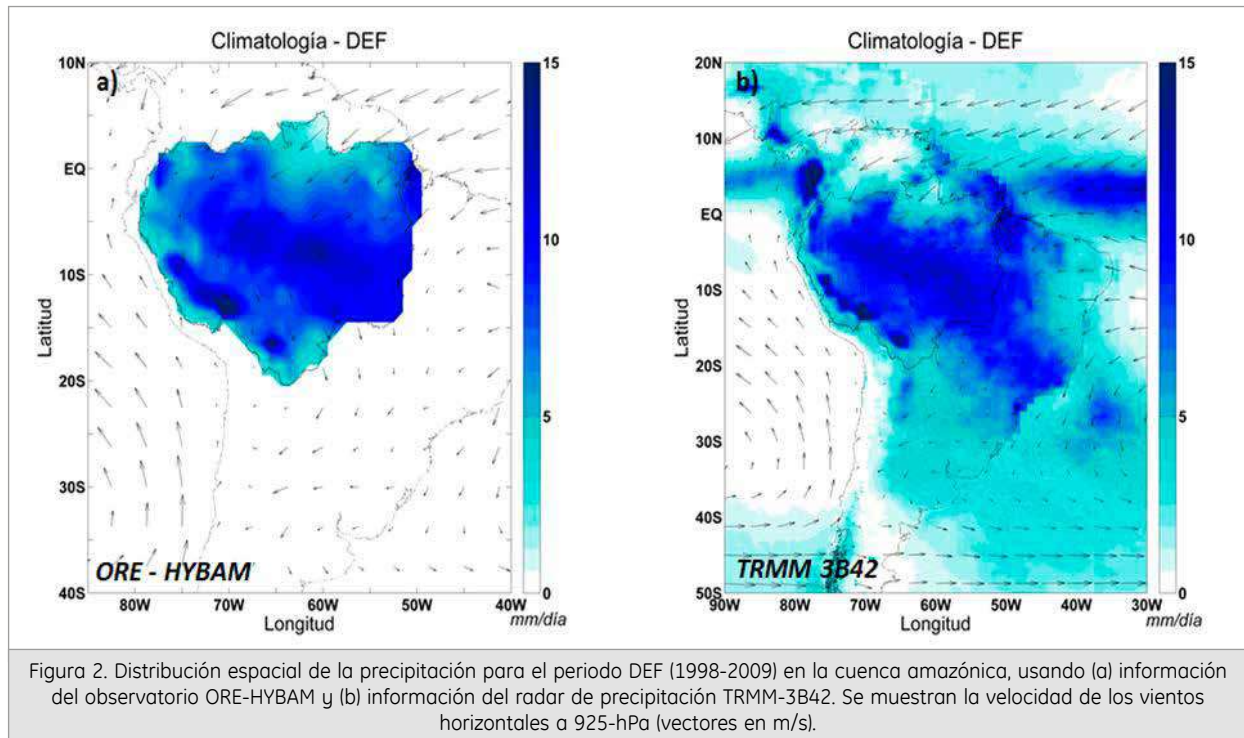 Climatología - DEF
a)
10N
EQ
10S
20S
30S
40S
Latitud
80W 70W 60W 50W 40W
Longitud
15
10
5
0
mm/día
ORE - HYBAM
Climatología - DEF
b)
20N
10N
EQ
10S
20S
30S
40S
50S
Latitud
90W 80W 70W 60W 50W 40W 30W
Longitud
15
10
5
0
mm/día
TRMM 3B42
Figura 2. Distribución espacial de la precipitación para el periodo DEF (1998-2009) en la cuenca amazónica, usando (a) información
del observatorio ORE-HYBAM y (b) información del radar de precipitación TRMM-3B42. Se muestran la velocidad de los vientos
horizontales a 925-hPa (vectores en m/s).